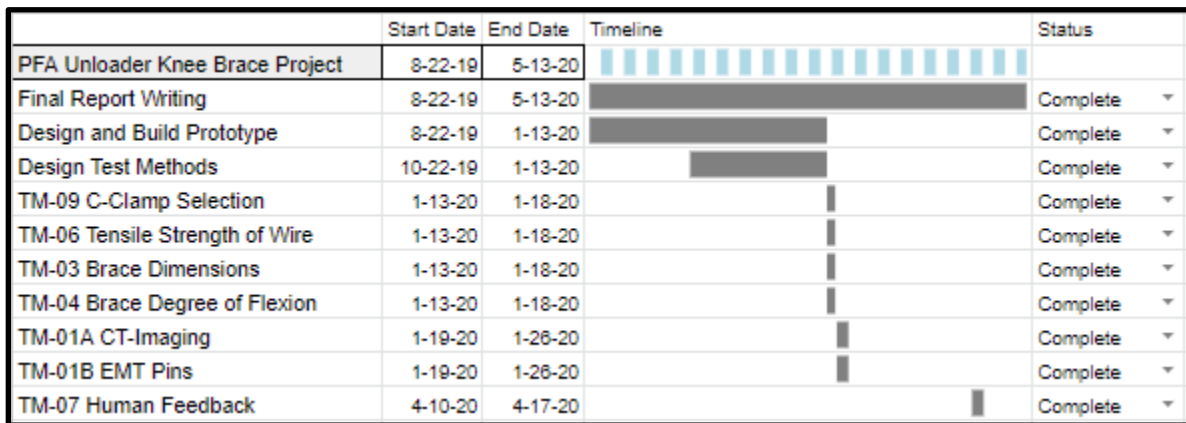 Start Date End Date Timeline Status
PFA Unloader Knee Brace Project 8-22-19 5-13-20
Final Report Writing 8-22-19 5-13-20 Complete
Design and Build Prototype 8-22-19 1-13-20 Complete
Design Test Methods 10-22-19 1-13-20 Complete
TM-09 C-Clamp Selection 1-13-20 1-18-20 Complete
TM-06 Tensile Strength of Wire 1-13-20 1-18-20 Complete
TM-03 Brace Dimensions 1-13-20 1-18-20 Complete
TM-04 Brace Degree of Flexion 1-13-20 1-18-20 Complete
TM-01A CT-Imaging 1-19-20 1-26-20 Complete
TM-01B EMT Pins 1-19-20 1-26-20 Complete
TM-07 Human Feedback 4-10-20 4-17-20 Complete